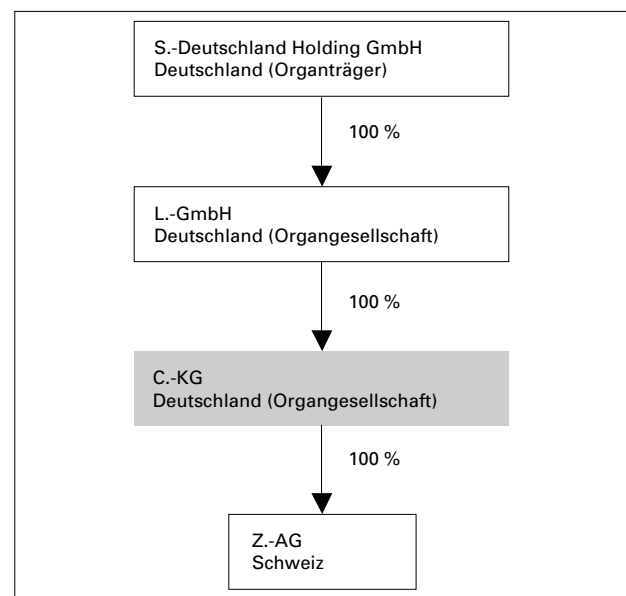 S.-Deutschland Holding GmbH
Deutschland (Organträger)
100 %
L.-GmbH
Deutschland (Organgesellschaft)
100 %
C.-KG
Deutschland (Organgesellschaft)
100 %
Z.-AG
Schweiz